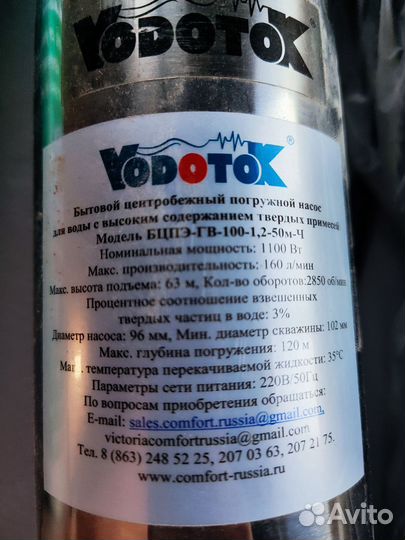 VODOTOK
VODOTOK®
Бытовой центробежный погружной насос
для воды с высоким содержанием твердых примесей
Модель БЦПЭ-ГВ-100-1,2-50м-Ч
Номинальная мощность: 1100 Вт
Макс. производительность: 160 л/мин
Макс. высота подъема: 63 м, Кол-во оборотов:2850 об/мин
Процентное соотношение взвешенных
твердых частиц в воде: 3%
Диаметр насоса: 96 мм, Мин. диаметр скважины: 102 мм
Макс. глубина погружения: 120 м
Макс. температура перекачиваемой жидкости: 35°C
Параметры сети питания: 220В/50Гц
По вопросам приобретения обращаться:
E-mail: sales.comfort.russia@gmail.com,
victoriacomfortrussia@gmail.com
Тел. 8 (863) 248 52 25, 207 03 63, 207 21 75.
www.comfort-russia.ru
Avito